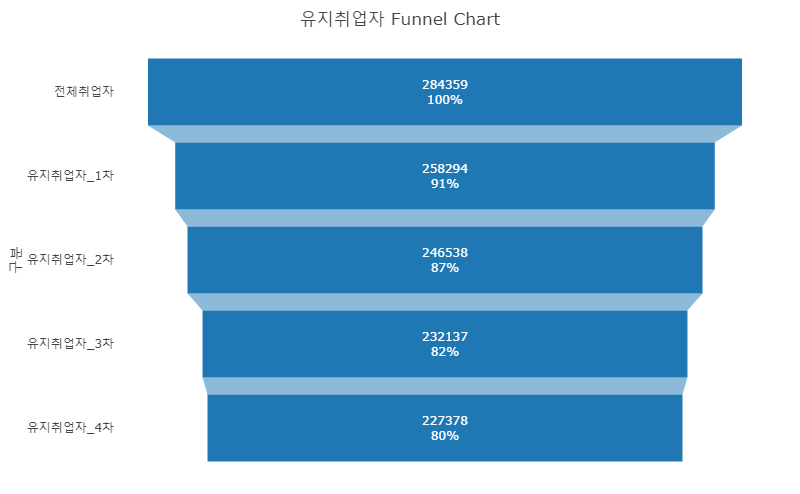 유지취업자 Funnel Chart
전체취업자
284359
100%
유지취업자_1차
258294
91%
구분
유지취업자_2차
246538
87%
유지취업자_3차
232137
82%
유지취업자_4차
227378
80%